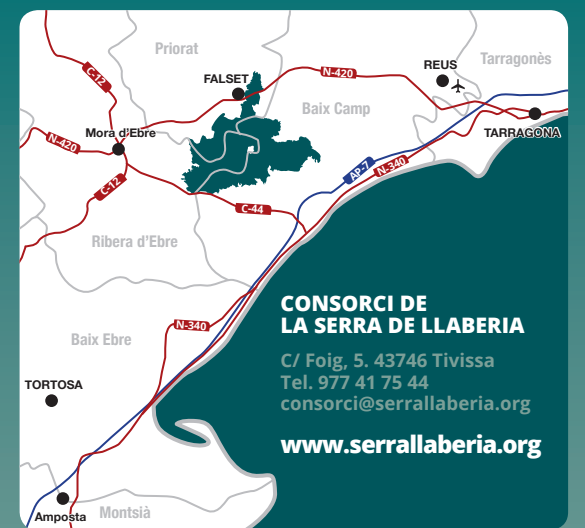 Priorat
Tarragonès
REUS
C-12
FALSET
N-420
Baix Camp
Mora d'Ebre
N-420
TARRAGONA
AP-7
N-340
C-12
C-44
Ribera d'Ebre
CONSORCI DE
LA SERRA DE LLABERIA
N-340
Baix Ebre
C/ Foig, 5. 43746 Tivissa
Tel. 977 41 75 44
consorci@serrallaberia.org
TORTOSA
www.serrallaberia.org
Amposta
Montsià